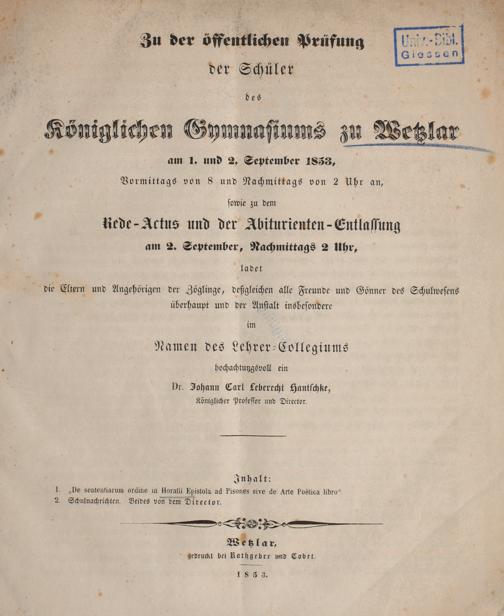 Zu der öffentlichen Prüfung
der Schüler
des
Königlichen Gymnasiums zu Wetzlar
am 1. und 2. September 1853,
Vormittags von 8 und Nachmittags von 2 Uhr an,
sowie zu dem
Rede-Actus und der Abiturienten-Entlassung
am 2. September, Nachmittags 2 Uhr,
ladet
die Eltern und Angehörigen der Zöglinge, deßgleichen alle Freunde und Gönner des Schulwesens
überhaupt und der Anstalt insbesondere
im
Namen des Lehrer-Collegiums
hochachtungsvoll ein
Dr. Johann Carl Leberecht Hantschke,
Königlicher Professor und Director.
Inhalt:
1. „De sententiarum ordine in Horatii Epistola ad Pisones sive de Arte Poëtica libro“
2. Schulnachrichten. Beides von dem Director.
Wetzlar,
gedruckt bei Rathgeber und Cobet.
1853.
Univ.-Bibl.
Giessen